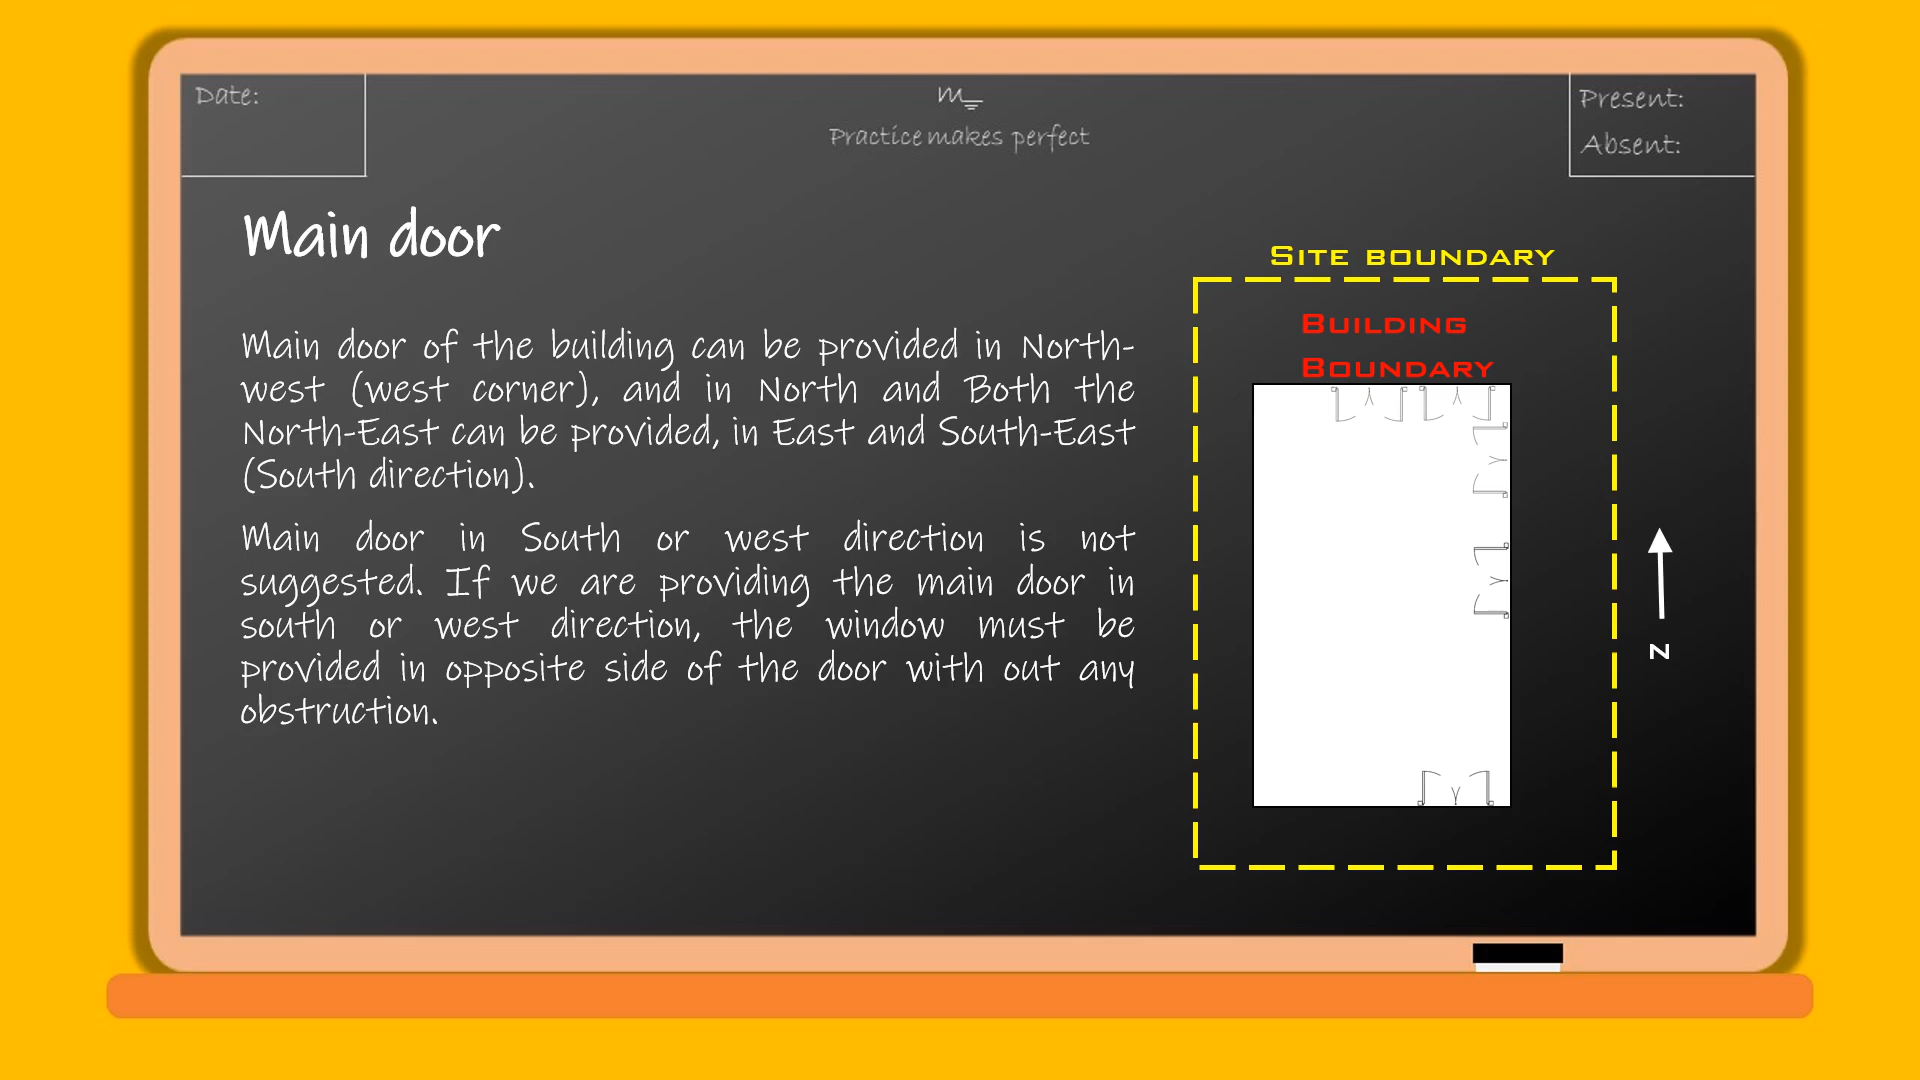 Date:
m
Practice makes perfect
Present:
Absent:
Main door
Main door of the building can be provided in North-
west (west corner), and in North and Both the
North-East can be provided, in East and South-East
(South direction).
Main door in South or west direction is not
suggested. If we are providing the main door in
south or west direction, the window must be
provided in opposite side of the door with out any
obstruction.
Site boundary
Building
Boundary
N